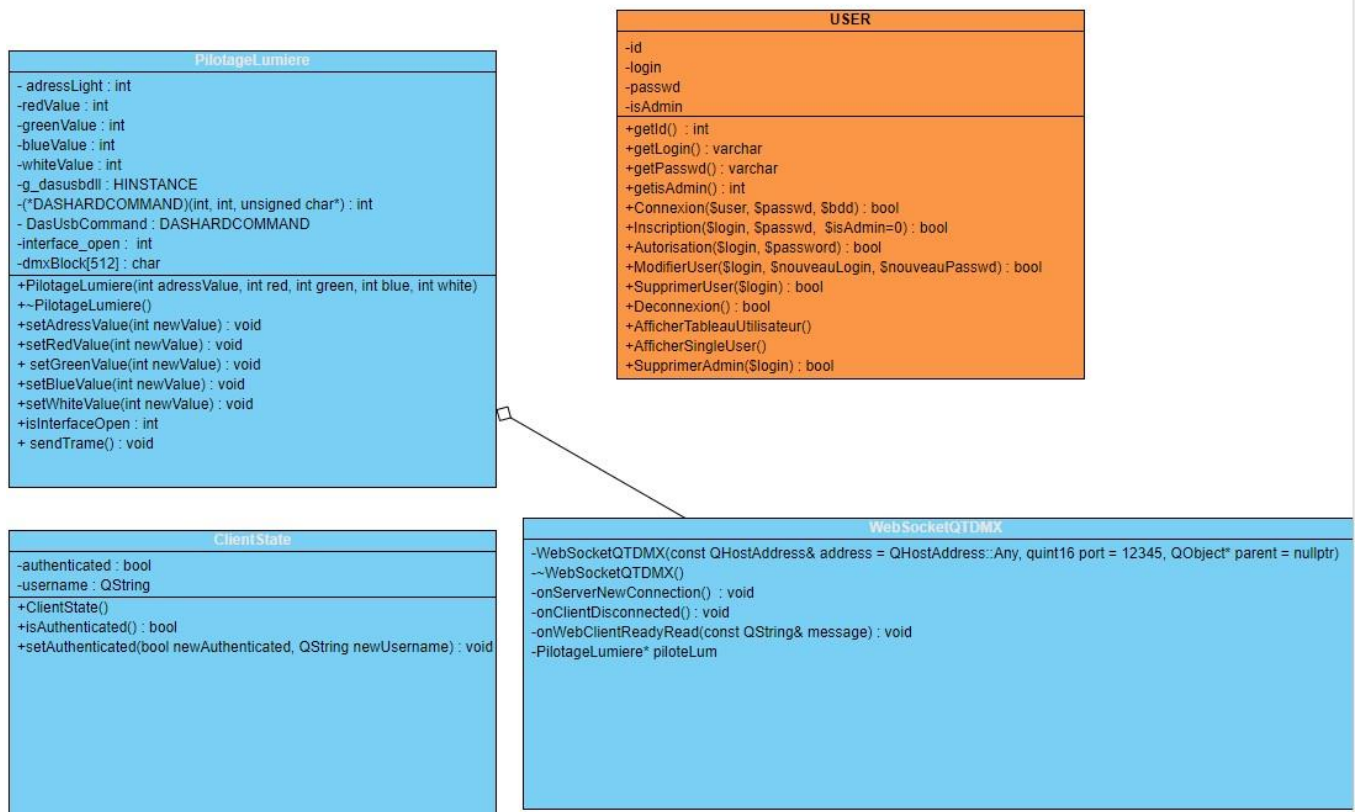 PilotageLumiere
- adressLight : int
-redValue : int
-greenValue : int
-blueValue : int
-whiteValue : int
-g_dasusbdll : HINSTANCE
-(*DASHARDCOMMAND)(int, int, unsigned char*) : int
- DasUsbCommand : DASHARDCOMMAND
-interface_open : int
-dmxBlock[512] : char
+PilotageLumiere(int adressValue, int red, int green, int blue, int white)
+~PilotageLumiere()
+setAdressValue(int newValue) : void
+setRedValue(int newValue) : void
+ setGreenValue(int newValue) : void
+setBlueValue(int newValue) : void
+setWhiteValue(int newValue) : void
+isInterfaceOpen : int
+ sendTrame() : void
USER
-id
-login
-passwd
-isAdmin
+getId() : int
+getLogin() : varchar
+getPasswd() : varchar
+getisAdmin() : int
+Connexion($user, $passwd, $bdd) : bool
+Inscription($login, $passwd, $isAdmin=0) : bool
+Autorisation($login, $password) : bool
+ModifierUser($login, $nouveauLogin, $nouveauPasswd) : bool
+SupprimerUser($login) : bool
+Deconnexion() : bool
+AfficherTableauUtilisateur()
+AfficherSingleUser()
+SupprimerAdmin($login) : bool
ClientState
-authenticated : bool
-username : QString
+ClientState()
+isAuthenticated() : bool
+setAuthenticated(bool newAuthenticated, QString newUsername) : void
WebSocketQTDMX
-WebSocketQTDMX(const QHostAddress& address = QHostAddress::Any, quint16 port = 12345, QObject* parent = nullptr)
-~WebSocketQTDMX()
-onServerNewConnection() : void
-onClientDisconnected() : void
-onWebClientReadyRead(const QString& message) : void
-PilotageLumiere* piloteLum